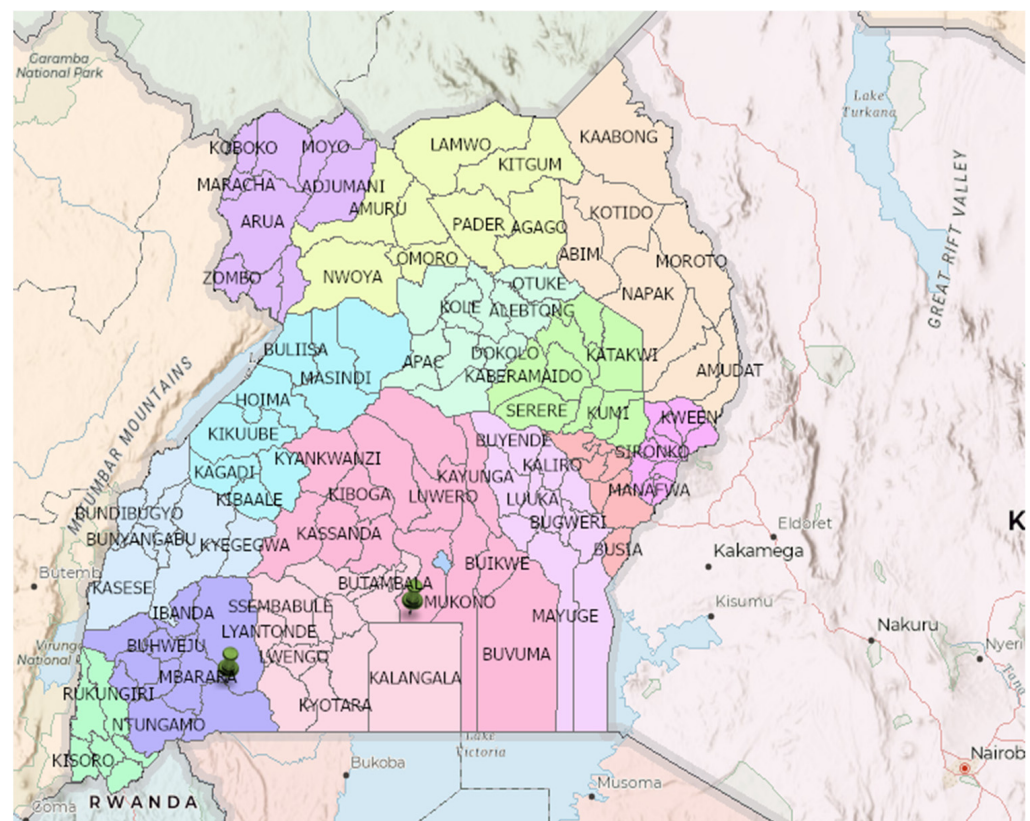 Garamba
National Park
Lake
Turkana
GREAT RIFT VALLEY
KAABONG
KOBOKO
MOYO
LAMWO
KITGUM
MARACHA
ADJUMANI
AMURU
KOTIDO
ARUA
PADER
AGAGO
ABIM
OMORO
MOROTO
ZOMBO
NWOYA
OTUKE
NAPAK
KOLE
ALEBTONG
BULIISA
MASINDI
APAC
DOKOLO
KATAKWI
KABERAMAIDO
AMUDAT
HOIMA
SERERE
KUMI
KWEEN
KIKUUBE
BUYENDE
SIRONKO
MTUMBAR MOUNTAINS
KYANKWANZI
KALIRO
KAGADI
KAYUNGA
KIBOGA
LUWERO
LUUKA
MANAFWA
KIBAALE
BUNDIBUGYO
BUGWERI
Eldoret
K
KASSANDA
BUNYANGABU
KYEGEGWA
BUSIA
Kakamega
BUIKWE
Butemb
KASESE
BUTAMBALA
MUKONO
Kisumu
IBANDA
SSEMBABULE
MAYUGE
Nakuru
LYANTONDE
Virunga
National
BUHWEJU
LWENGO
BUVUMA
Nyeri
MBARARA
KALANGALA
RUKUNGIRI
KYOTARA
NTUNGAMO
Lake
Victoria
KISORO
Bukoba
Nairob
Musoma
Goma
RWANDA